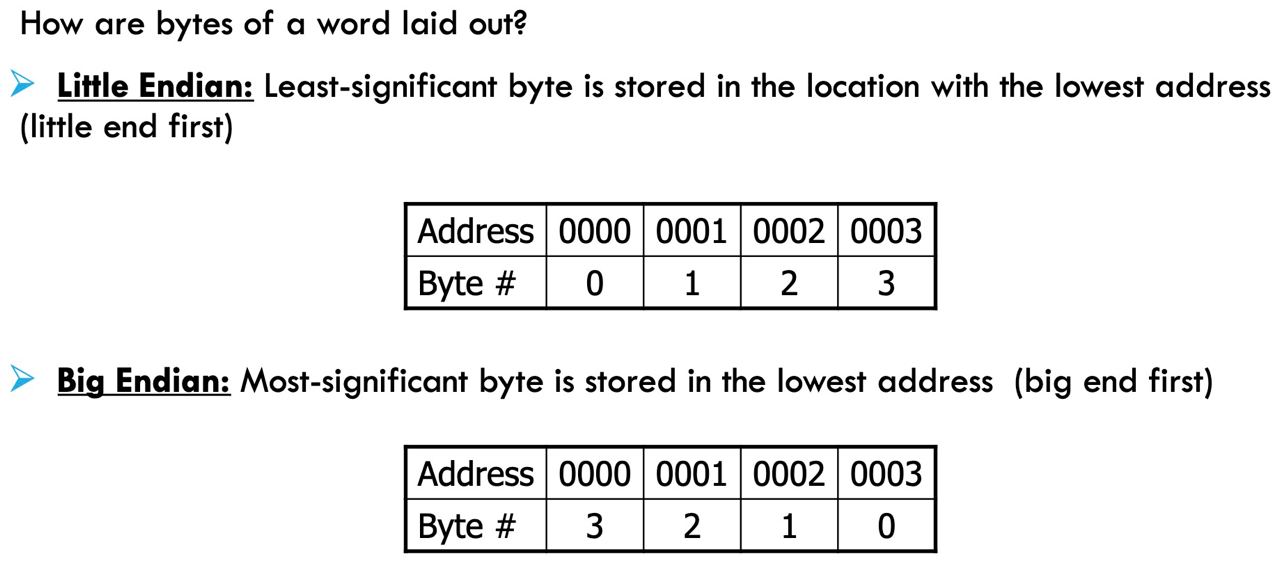 How are bytes of a word laid out?
Little Endian: Least-significant byte is stored in the location with the lowest address
(little end first)
Address 0000 0001 0002 0003
Byte # 0 1 2 3
Big Endian: Most-significant byte is stored in the lowest address (big end first)
Address 0000 0001 0002 0003
Byte # 3 2 1 0